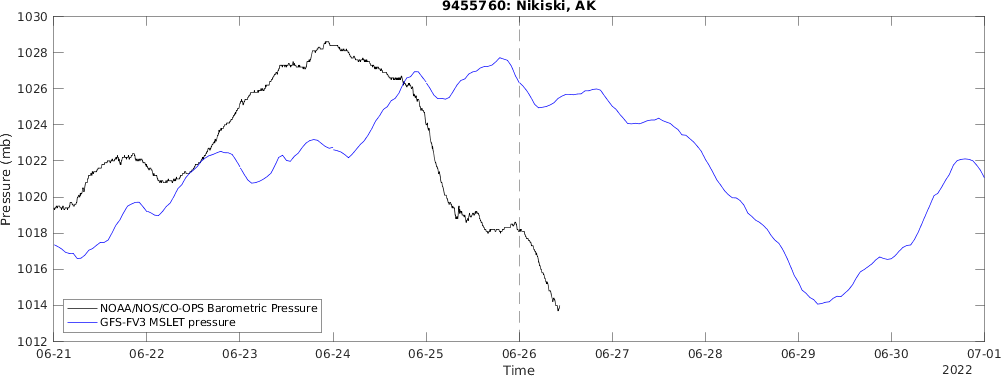 9455760: Nikiski, AK
Pressure (mb)
1030
1028
1026
1024
1022
1020
1018
1016
1014
1012
NOAA/NOS/CO-OPS Barometric Pressure
GFS-FV3 MSLET pressure
06-21 06-22 06-23 06-24 06-25 06-26 06-27 06-28 06-29 06-30 07-01
Time
2022